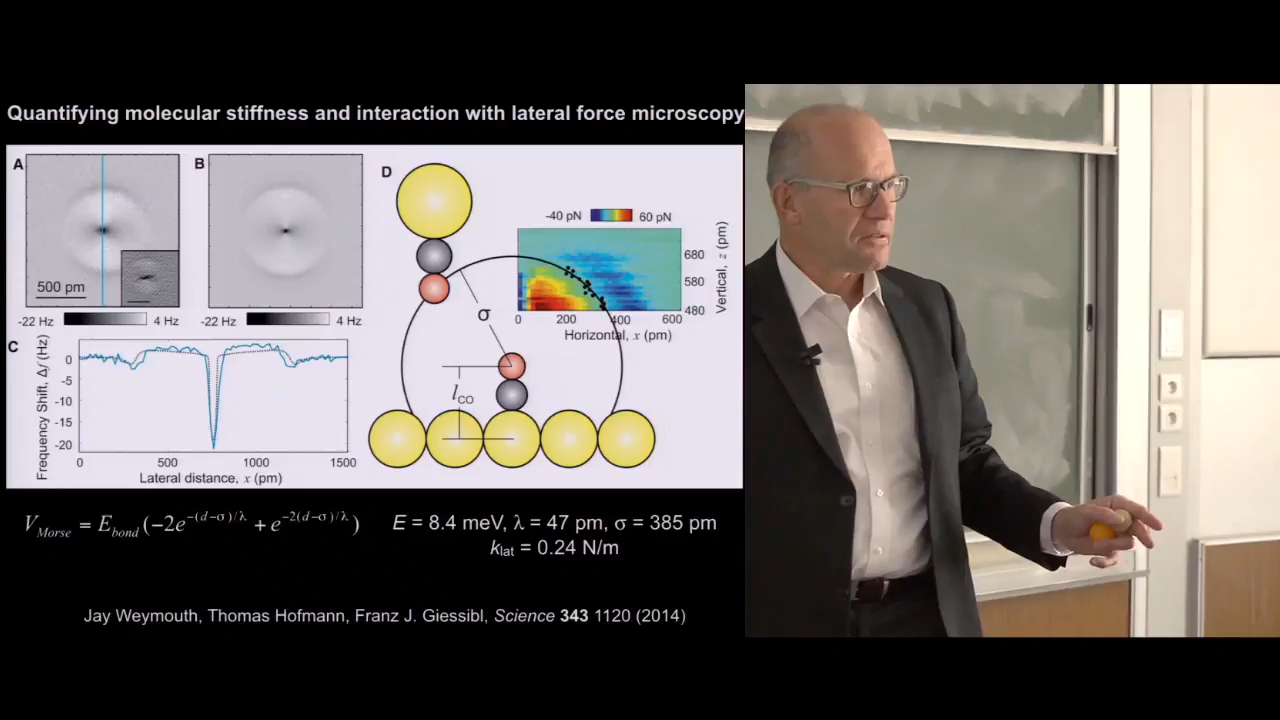 Quantifying molecular stiffness and interaction with lateral force microscopy
A
B
D
500 pm
-22 Hz 4 Hz
-22 Hz 4 Hz
-40 pN 60 pN
680
580
480
Vertical, z (pm)
0 200 400 600
Horizontal, x (pm)
σ
l_CO
C
Frequency Shift, Δf (Hz)
0
-5
-10
-15
-20
0 500 1000 1500
Lateral distance, x (pm)
V_Morse = E_bond(−2e^{−(d−σ)/λ} + e^{−2(d−σ)/λ})
E = 8.4 meV, λ = 47 pm, σ = 385 pm
k_lat = 0.24 N/m
Jay Weymouth, Thomas Hofmann, Franz J. Giessibl, Science 343 1120 (2014)